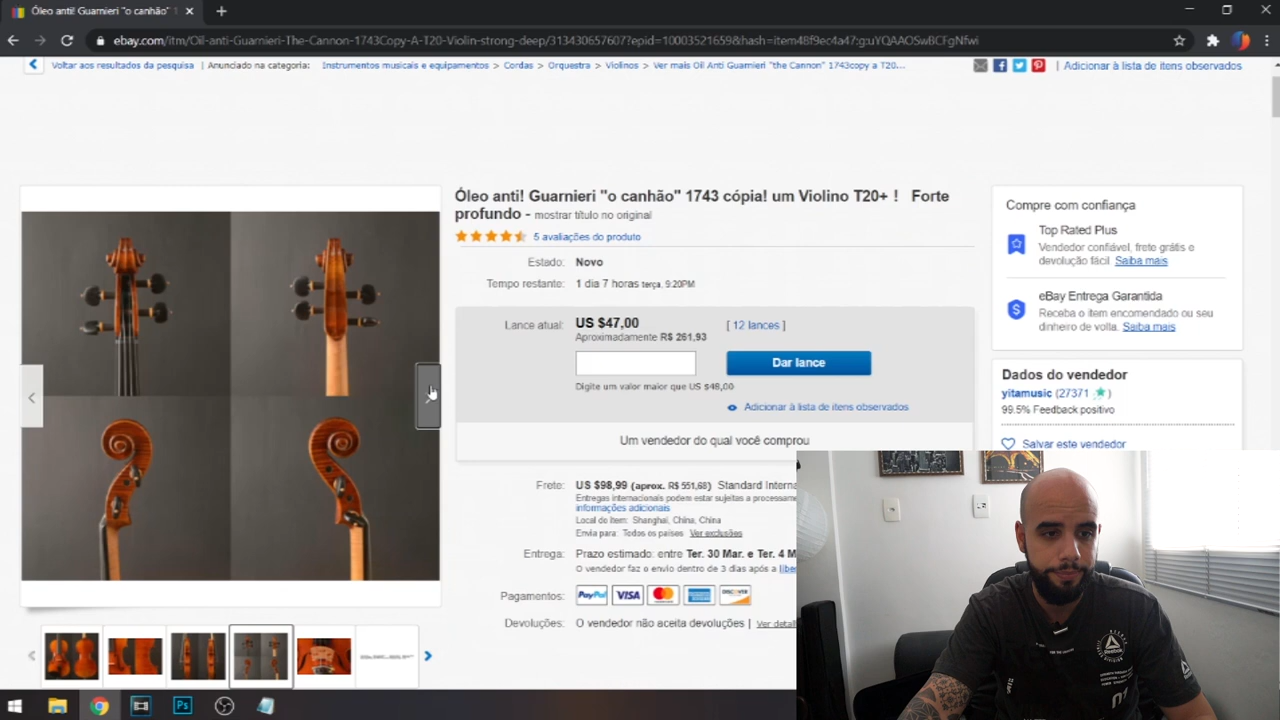 Óleo anti! Guarnieri "o canhão" 1
ebay.com/itm/Oil-anti-Guarnieri-The-Cannon-1743Copy-A-T20-Violin-strong-deep/313430657607?epid=10003521659&hash=item48f9ec4a47:g:uYQAAOSwBCFgNfwi
Voltar aos resultados da pesquisa | Anunciado na categoria: Instrumentos musicais e equipamentos > Cordas > Orquestra > Violinos > Ver mais Oil Anti Guarnieri "the Cannon" 1743copy a T20... | Adicionar à lista de itens observados
Óleo anti! Guarnieri "o canhão" 1743 cópia! um Violino T20+ ! Forte
profundo - mostrar título no original
5 avaliações do produto
Estado: Novo
Tempo restante: 1 dia 7 horas terça, 9:20PM
Lance atual: US $47,00 [ 12 lances ]
Aproximadamente R$ 261,93
Dar lance
Digite um valor maior que US $48,00
Adicionar à lista de itens observados
Um vendedor do qual você comprou
Frete: US $98,99 (aprox. R$ 551,68) Standard Interna
Entregas internacionais podem estar sujeitas a processame
informações adicionais
Local do item: Shanghai, China, China
Envia para: Todos os países Ver exclusões
Entrega: Prazo estimado: entre Ter. 30 Mar. e Ter. 4 M
O vendedor faz o envio dentro de 3 dias após a libe
Pagamentos: PayPal VISA DISCOVER
Devoluções: O vendedor não aceita devoluções | Ver detal
Compre com confiança
Top Rated Plus
Vendedor confiável, frete grátis e
devolução fácil Saiba mais
eBay Entrega Garantida
Receba o item encomendado ou seu
dinheiro de volta. Saiba mais
Dados do vendedor
yitamusic (27371 )
99.5% Feedback positivo
Salvar este vendedor
Reebok
Ps